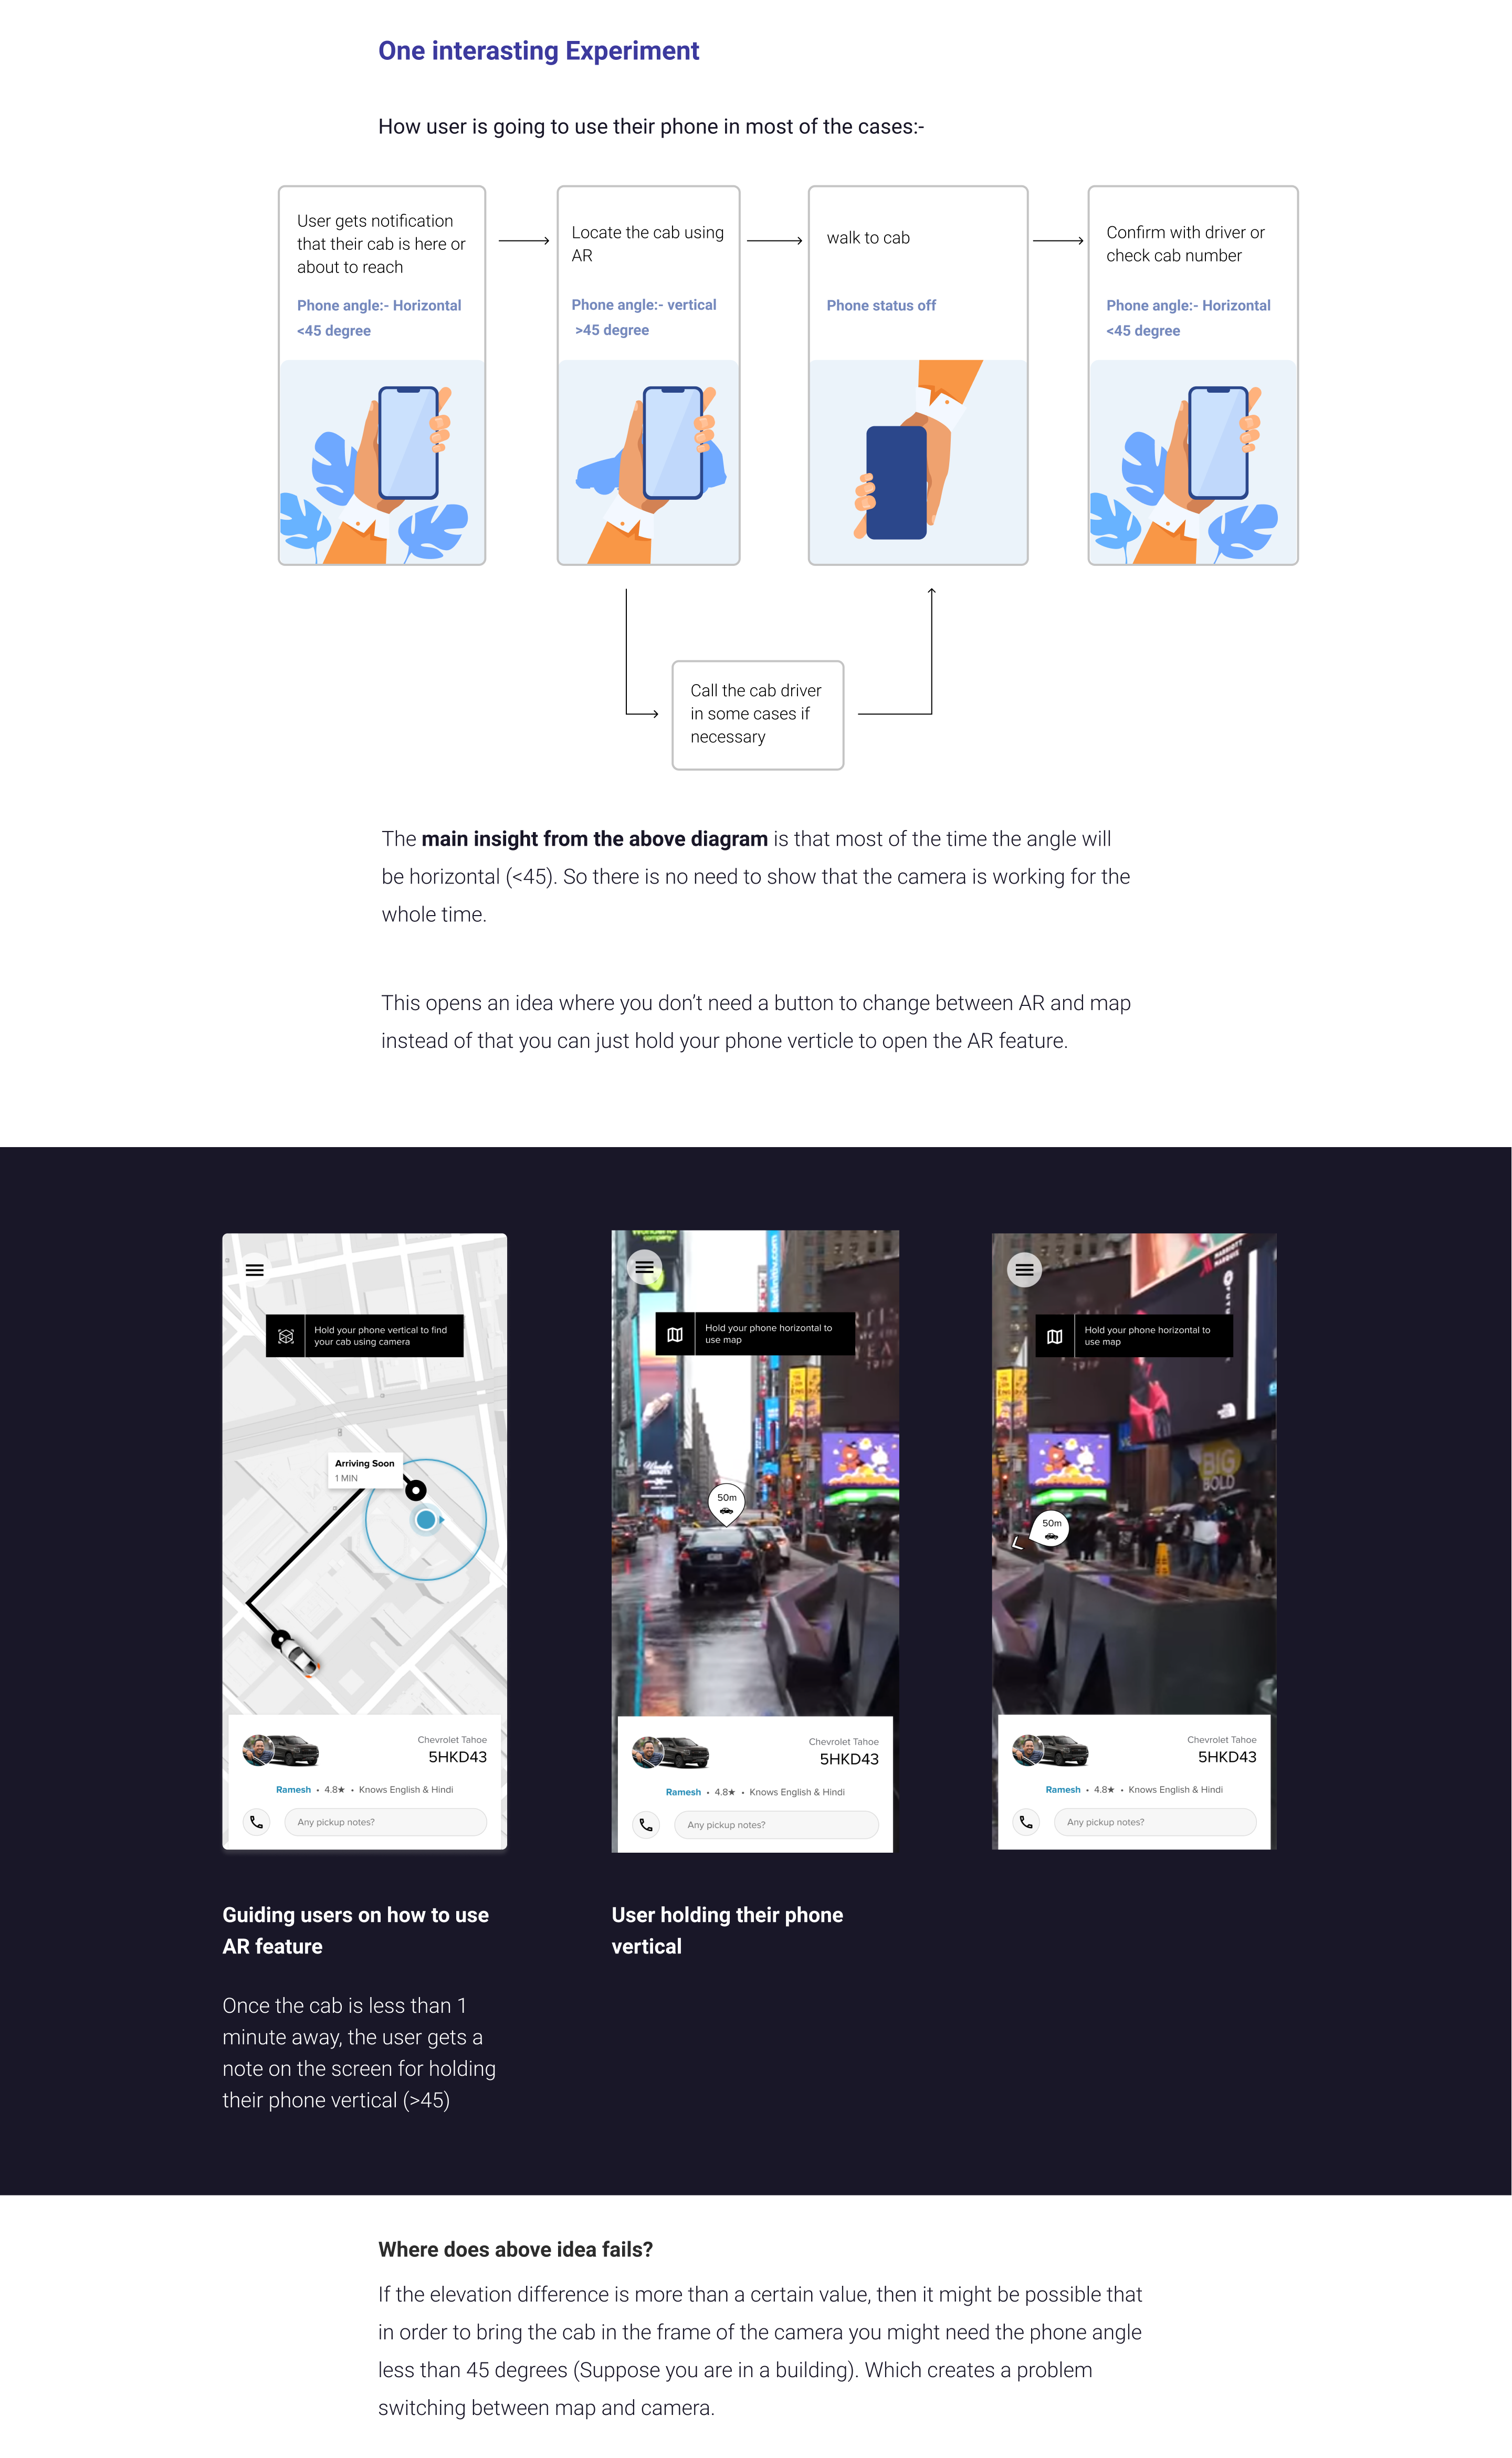 One interasting Experiment
How user is going to use their phone in most of the cases:-
User gets notification
that their cab is here or
about to reach
Phone angle:- Horizontal
<45 degree
Locate the cab using
AR
Phone angle:- vertical
>45 degree
walk to cab
Phone status off
Confirm with driver or
check cab number
Phone angle:- Horizontal
<45 degree
Call the cab driver
in some cases if
necessary
The main insight from the above diagram is that most of the time the angle will
be horizontal (<45). So there is no need to show that the camera is working for the
whole time.
This opens an idea where you don’t need a button to change between AR and map
instead of that you can just hold your phone verticle to open the AR feature.
Hold your phone vertical to find
your cab using camera
Arriving Soon
1 MIN
Chevrolet Tahoe
5HKD43
Ramesh • 4.8★ • Knows English & Hindi
Any pickup notes?
company
Hold your phone horizontal to
use map
50m
Chevrolet Tahoe
5HKD43
Ramesh • 4.8★ • Knows English & Hindi
Any pickup notes?
MARRIOTT
MARQUIS
Hold your phone horizontal to
use map
BIG
BOLD
50m
Chevrolet Tahoe
5HKD43
Ramesh • 4.8★ • Knows English & Hindi
Any pickup notes?
Guiding users on how to use
AR feature
Once the cab is less than 1
minute away, the user gets a
note on the screen for holding
their phone vertical (>45)
User holding their phone
vertical
Where does above idea fails?
If the elevation difference is more than a certain value, then it might be possible that
in order to bring the cab in the frame of the camera you might need the phone angle
less than 45 degrees (Suppose you are in a building). Which creates a problem
switching between map and camera.